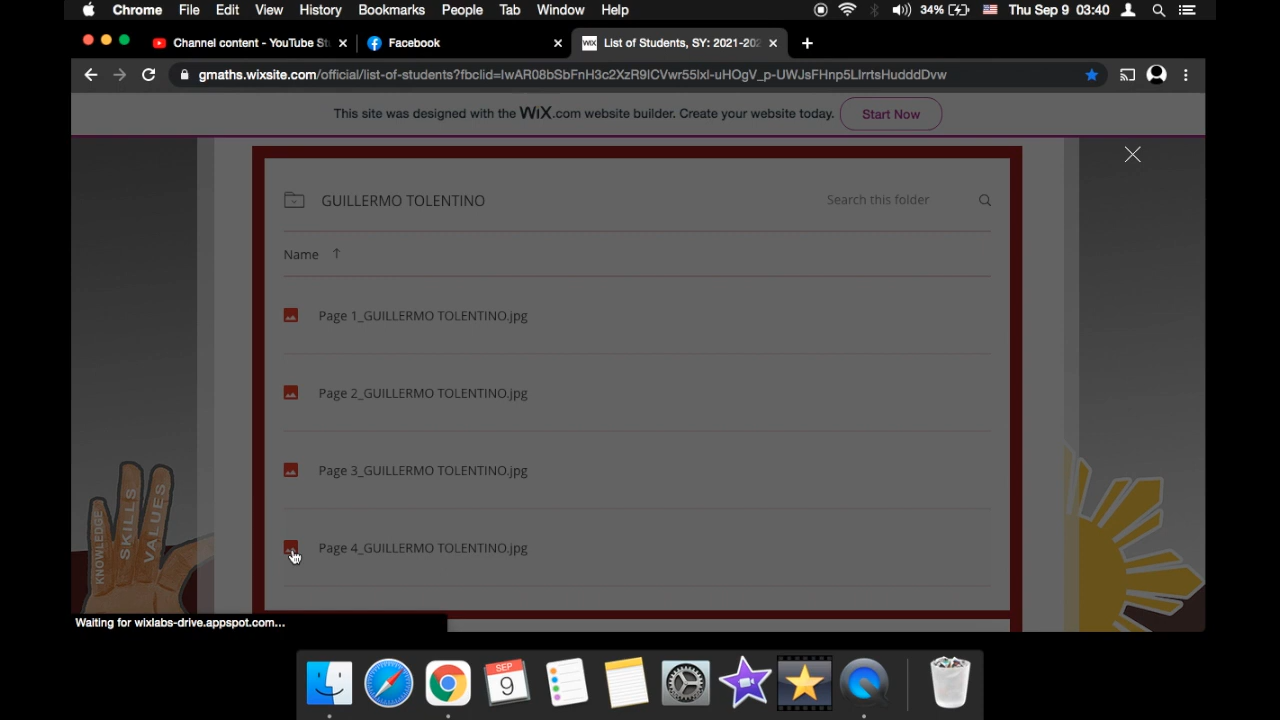 Chrome File Edit View History Bookmarks People Tab Window Help 34% Thu Sep 9 03:40
Channel content - YouTube St Facebook WiX List of Students, SY: 2021-202
gmaths.wixsite.com/official/list-of-students?fbclid=IwAR08bSbFnH3c2XzR9ICVwr55lxl-uHOgV_p-UWJsFHnp5LIrrtsHudddDvw
This site was designed with the WiX.com website builder. Create your website today. Start Now
GUILLERMO TOLENTINO Search this folder
Name ↑
Page 1_GUILLERMO TOLENTINO.jpg
Page 2_GUILLERMO TOLENTINO.jpg
Page 3_GUILLERMO TOLENTINO.jpg
Page 4_GUILLERMO TOLENTINO.jpg
KNOWLEDGE
SKILLS
VALUES
Waiting for wixlabs-drive.appspot.com...
SEP
9